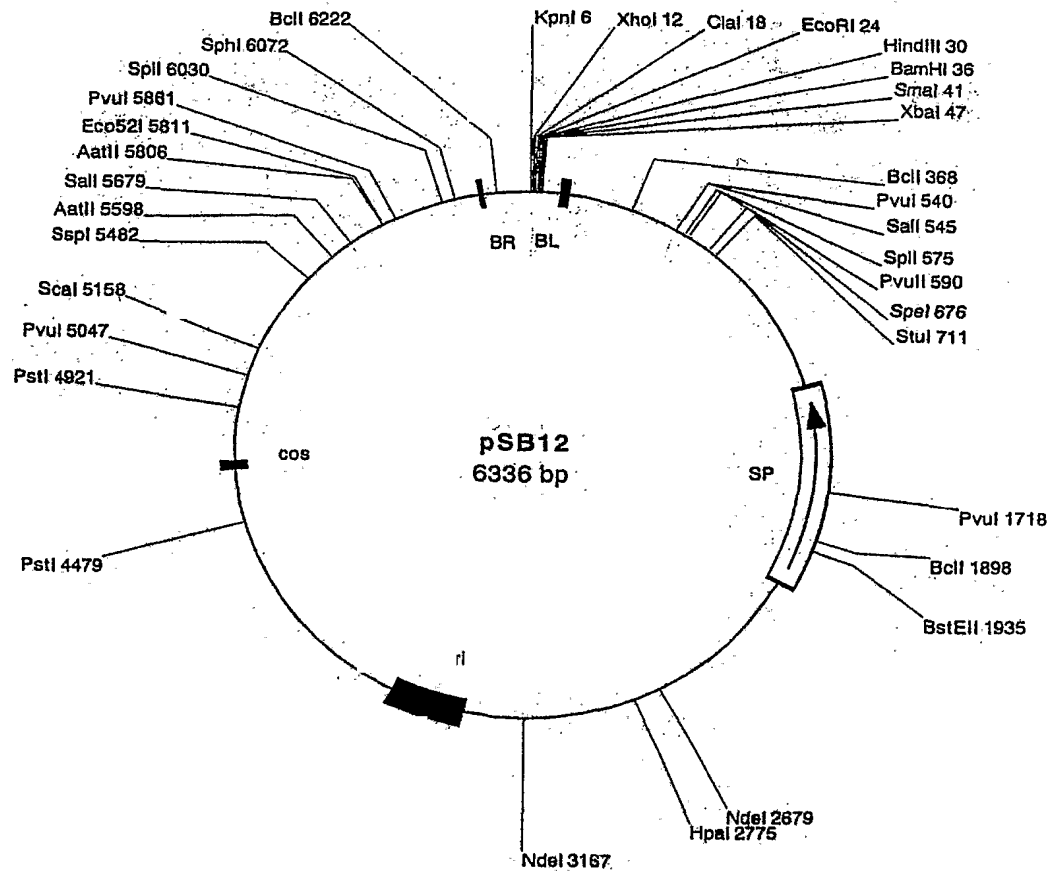 BclI 6222
SphI 6072
SplI 6030
PvuI 5861
Eco52I 5811
AatII 5806
SalI 5679
AatII 5598
SspI 5482
ScaI 5158
PvuI 5047
PstI 4921
PstI 4479
KpnI 6
XhoI 12
ClaI 18
EcoRI 24
HindIII 30
BamHI 36
SmaI 41
XbaI 47
BclI 368
PvuI 540
SalI 545
SplI 575
PvuII 590
SpeI 676
StuI 711
BR BL
cos
pSB12
6336 bp
SP
PvuI 1718
BclI 1898
BstEII 1935
ri
NdeI 2679
HpaI 2775
NdeI 3167